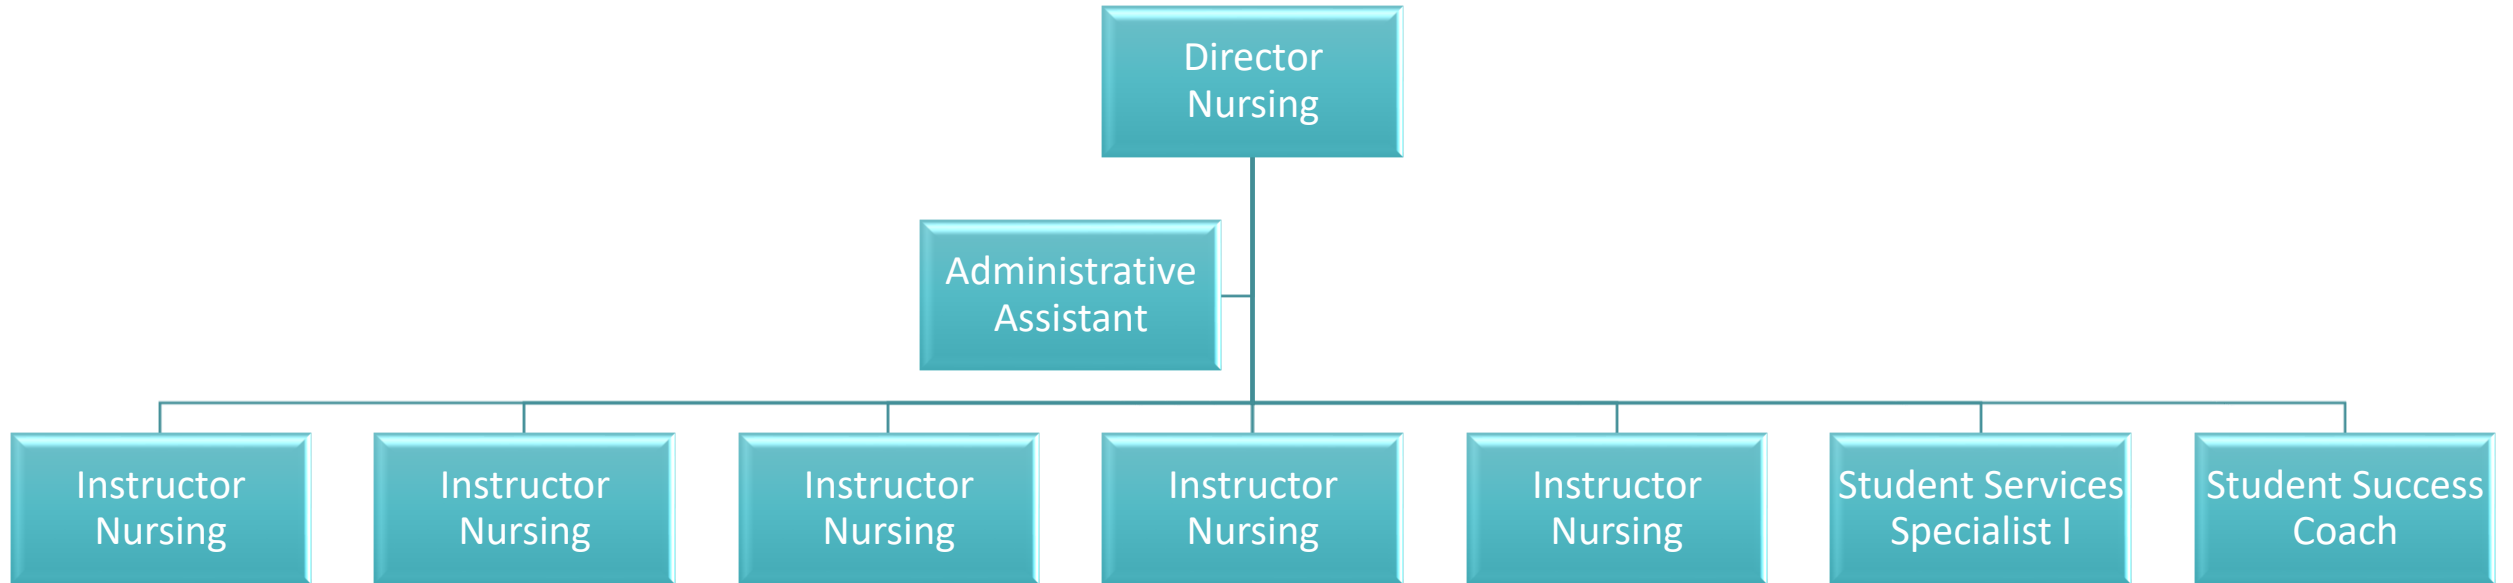 Director
Nursing
Administrative
Assistant
Instructor
Nursing
Instructor
Nursing
Instructor
Nursing
Instructor
Nursing
Instructor
Nursing
Student Services
Specialist I
Student Success
Coach